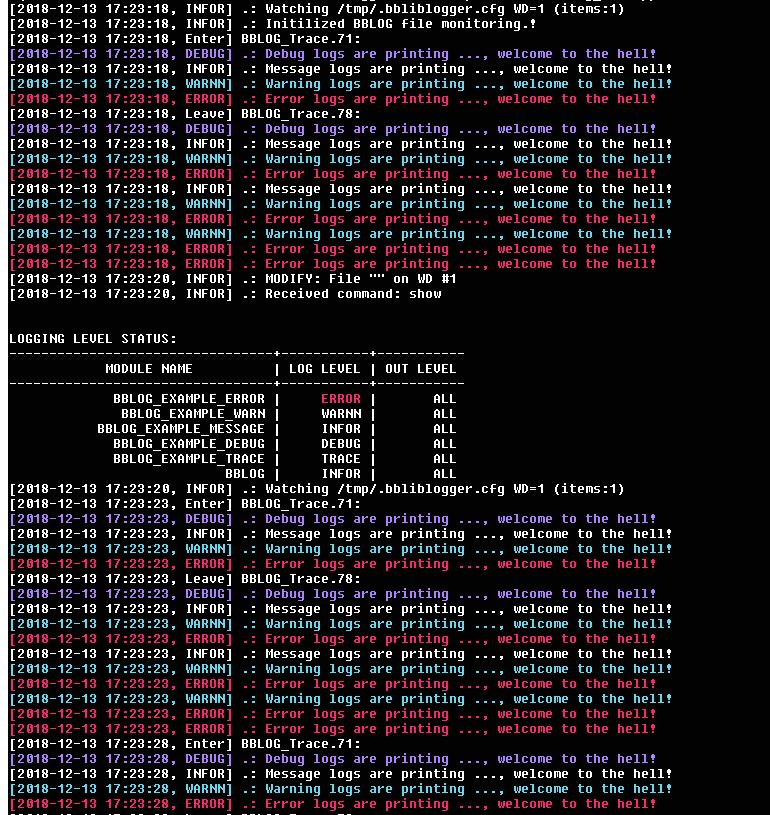 [2018-12-13 17:23:18, INFOR] .: Watching /tmp/.bbliblogger.cfg WD=1 (items:1)
[2018-12-13 17:23:18, INFOR] .: Initilized BBLOG file monitoring.!
[2018-12-13 17:23:18, Enter] BBLOG_Trace.71:
[2018-12-13 17:23:18, DEBUG] .: Debug logs are printing ..., welcome to the hell!
[2018-12-13 17:23:18, INFOR] .: Message logs are printing ..., welcome to the hell!
[2018-12-13 17:23:18, WARNN] .: Warning logs are printing ..., welcome to the hell!
[2018-12-13 17:23:18, ERROR] .: Error logs are printing ..., welcome to the hell!
[2018-12-13 17:23:18, Leave] BBLOG_Trace.78:
[2018-12-13 17:23:18, DEBUG] .: Debug logs are printing ..., welcome to the hell!
[2018-12-13 17:23:18, INFOR] .: Message logs are printing ..., welcome to the hell!
[2018-12-13 17:23:18, WARNN] .: Warning logs are printing ..., welcome to the hell!
[2018-12-13 17:23:18, ERROR] .: Error logs are printing ..., welcome to the hell!
[2018-12-13 17:23:18, INFOR] .: Message logs are printing ..., welcome to the hell!
[2018-12-13 17:23:18, WARNN] .: Warning logs are printing ..., welcome to the hell!
[2018-12-13 17:23:18, ERROR] .: Error logs are printing ..., welcome to the hell!
[2018-12-13 17:23:18, WARNN] .: Warning logs are printing ..., welcome to the hell!
[2018-12-13 17:23:18, ERROR] .: Error logs are printing ..., welcome to the hell!
[2018-12-13 17:23:18, ERROR] .: Error logs are printing ..., welcome to the hell!
[2018-12-13 17:23:20, INFOR] .: MODIFY: File "" on WD #1
[2018-12-13 17:23:20, INFOR] .: Received command: show
LOGGING LEVEL STATUS:
---------------------------------+-----------+-----------
MODULE NAME | LOG LEVEL | OUT LEVEL
---------------------------------+-----------+-----------
BBLOG_EXAMPLE_ERROR | ERROR | ALL
BBLOG_EXAMPLE_WARN | WARNN | ALL
BBLOG_EXAMPLE_MESSAGE | INFOR | ALL
BBLOG_EXAMPLE_DEBUG | DEBUG | ALL
BBLOG_EXAMPLE_TRACE | TRACE | ALL
BBLOG | INFOR | ALL
[2018-12-13 17:23:20, INFOR] .: Watching /tmp/.bbliblogger.cfg WD=1 (items:1)
[2018-12-13 17:23:23, Enter] BBLOG_Trace.71:
[2018-12-13 17:23:23, DEBUG] .: Debug logs are printing ..., welcome to the hell!
[2018-12-13 17:23:23, INFOR] .: Message logs are printing ..., welcome to the hell!
[2018-12-13 17:23:23, WARNN] .: Warning logs are printing ..., welcome to the hell!
[2018-12-13 17:23:23, ERROR] .: Error logs are printing ..., welcome to the hell!
[2018-12-13 17:23:23, Leave] BBLOG_Trace.78:
[2018-12-13 17:23:23, DEBUG] .: Debug logs are printing ..., welcome to the hell!
[2018-12-13 17:23:23, INFOR] .: Message logs are printing ..., welcome to the hell!
[2018-12-13 17:23:23, WARNN] .: Warning logs are printing ..., welcome to the hell!
[2018-12-13 17:23:23, ERROR] .: Error logs are printing ..., welcome to the hell!
[2018-12-13 17:23:23, INFOR] .: Message logs are printing ..., welcome to the hell!
[2018-12-13 17:23:23, WARNN] .: Warning logs are printing ..., welcome to the hell!
[2018-12-13 17:23:23, ERROR] .: Error logs are printing ..., welcome to the hell!
[2018-12-13 17:23:23, WARNN] .: Warning logs are printing ..., welcome to the hell!
[2018-12-13 17:23:23, ERROR] .: Error logs are printing ..., welcome to the hell!
[2018-12-13 17:23:23, ERROR] .: Error logs are printing ..., welcome to the hell!
[2018-12-13 17:23:28, Enter] BBLOG_Trace.71:
[2018-12-13 17:23:28, DEBUG] .: Debug logs are printing ..., welcome to the hell!
[2018-12-13 17:23:28, INFOR] .: Message logs are printing ..., welcome to the hell!
[2018-12-13 17:23:28, WARNN] .: Warning logs are printing ..., welcome to the hell!
[2018-12-13 17:23:28, ERROR] .: Error logs are printing ..., welcome to the hell!